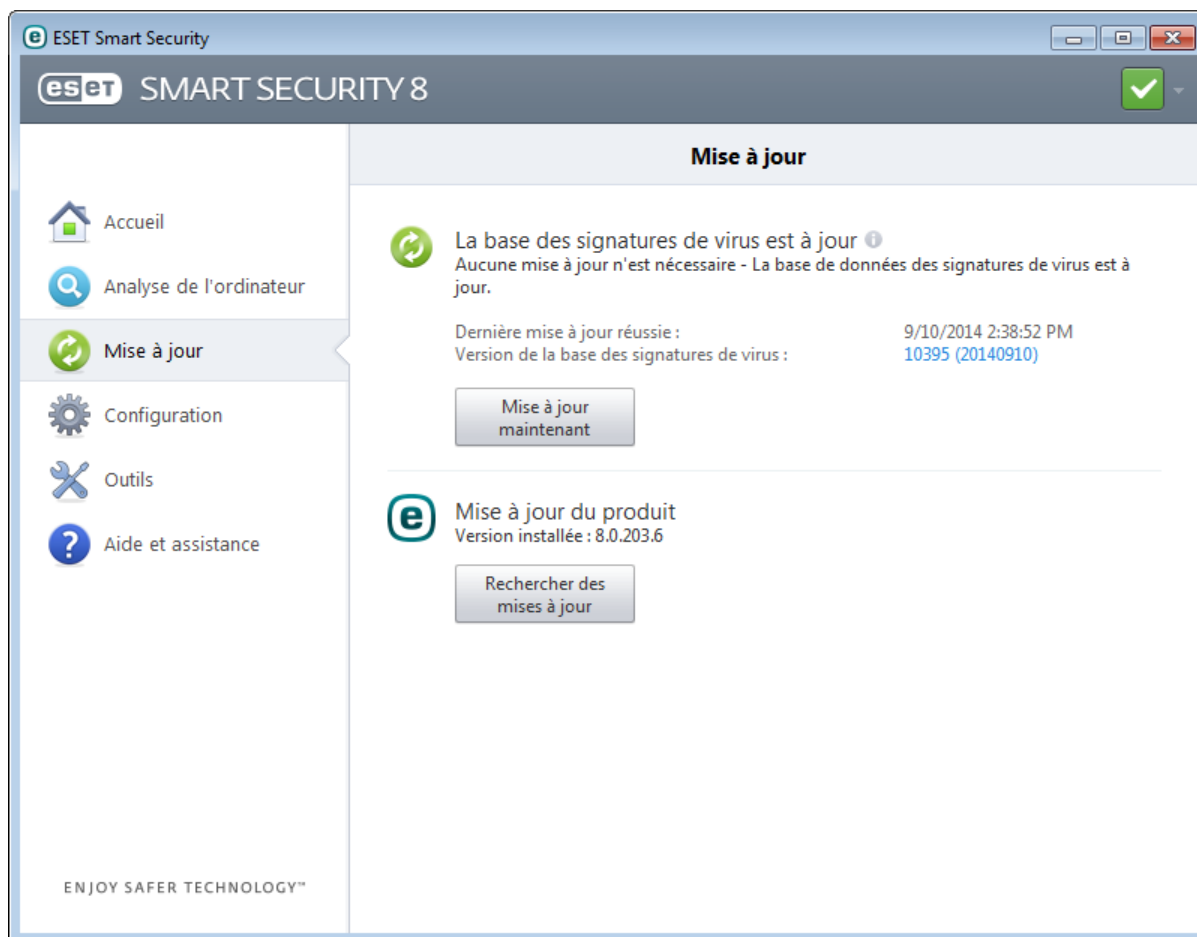 ESET Smart Security
eset SMART SECURITY 8
Mise à jour
Accueil
Analyse de l'ordinateur
Mise à jour
Configuration
Outils
Aide et assistance
La base des signatures de virus est à jour
Aucune mise à jour n'est nécessaire - La base de données des signatures de virus est à
jour.
Dernière mise à jour réussie : 9/10/2014 2:38:52 PM
Version de la base des signatures de virus : 10395 (20140910)
Mise à jour
maintenant
Mise à jour du produit
Version installée : 8.0.203.6
Rechercher des
mises à jour
ENJOY SAFER TECHNOLOGY™